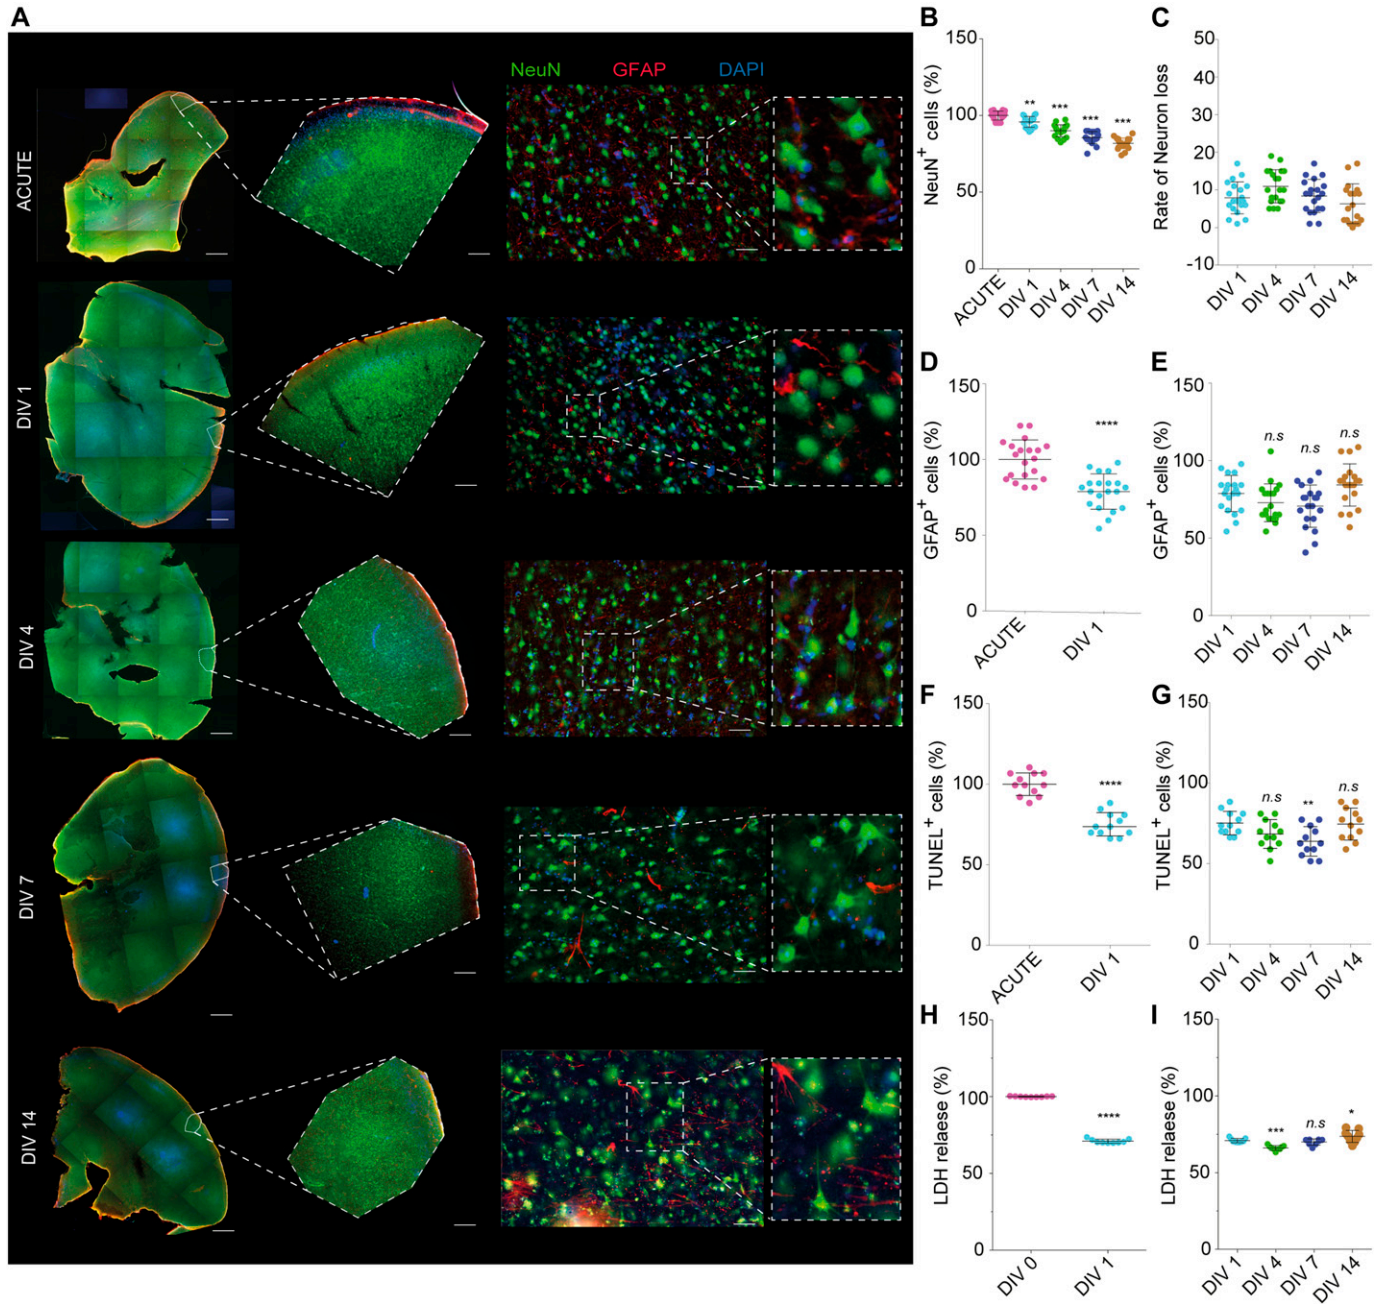 A
NeuN GFAP DAPI
ACUTE
DIV 1
DIV 4
DIV 7
DIV 14
B
NeuN+ cells (%)
150
100
50
0
** *** *** ***
ACUTE DIV 1 DIV 4 DIV 7 DIV 14
C
Rate of Neuron loss
50
40
30
20
10
0
-10
DIV 1 DIV 4 DIV 7 DIV 14
D
GFAP+ cells (%)
150
100
50
0
****
ACUTE DIV 1
E
GFAP+ cells (%)
150
100
50
0
n.s n.s n.s
DIV 1 DIV 4 DIV 7 DIV 14
F
TUNEL+ cells (%)
150
100
50
0
****
ACUTE DIV 1
G
TUNEL+ cells (%)
150
100
50
0
n.s ** n.s
DIV 1 DIV 4 DIV 7 DIV 14
H
LDH relaese (%)
150
100
50
0
****
DIV 0 DIV 1
I
LDH relaese (%)
150
100
50
0
*** n.s *
DIV 1 DIV 4 DIV 7 DIV 14